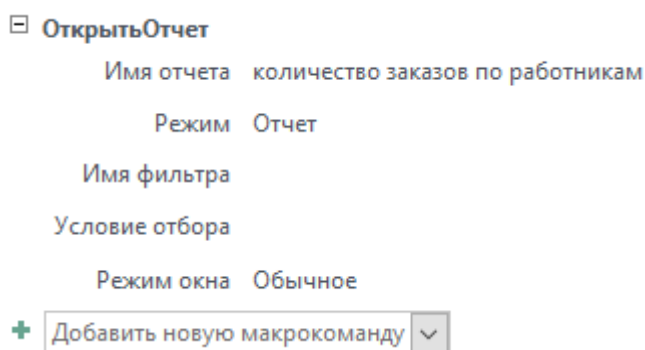 ОткрытьОтчет
Имя отчета количество заказов по работникам
Режим Отчет
Имя фильтра
Условие отбора
Режим окна Обычное
Добавить новую макрокоманду